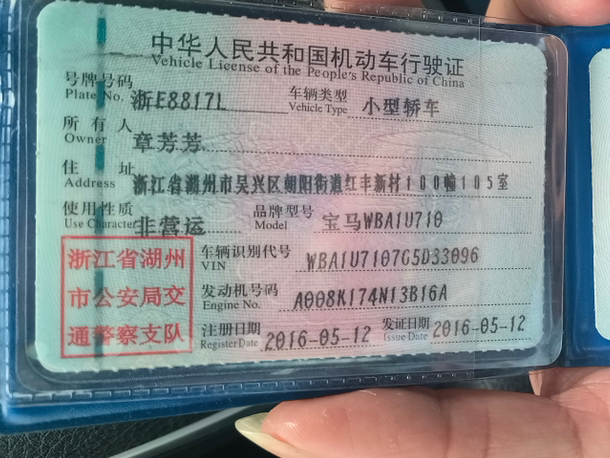 中华人民共和国机动车行驶证
Vehicle License of the People's Republic of China
号牌号码 浙E8817L 车辆类型 小型轿车
Plate No. Vehicle Type
所有人 章芳芳
Owner
住址 浙江省湖州市吴兴区朝阳街道红丰新村100幢105室
Address
使用性质 非营运 品牌型号 宝马WBA1U710
Use Character Model
浙江省湖州
市公安局交
通警察支队
车辆识别代号 WBA1U7107G5D33096
VIN
发动机号码 A008K174N13B16A
Engine No.
注册日期 2016-05-12 发证日期 2016-05-12
Register Date Issue Date